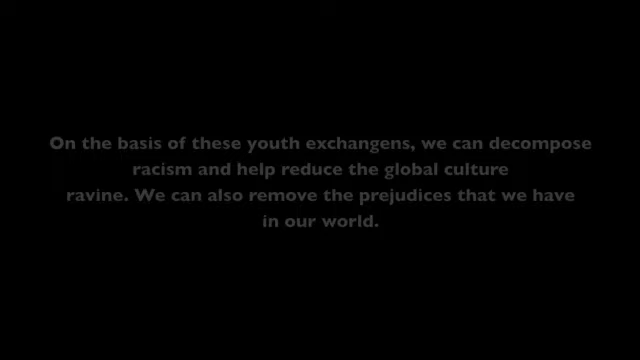 On the basis of these youth exchangens, we can decompose
racism and help reduce the global culture
ravine. We can also remove the prejudices that we have
in our world.